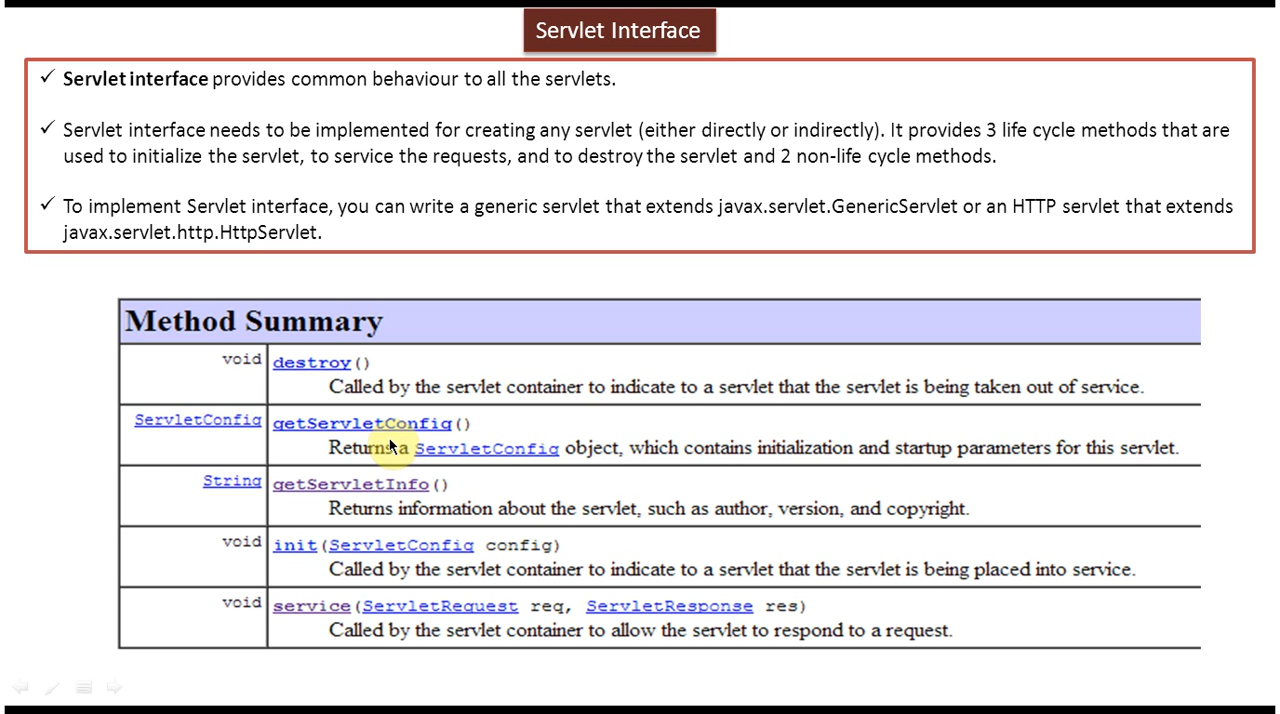 Servlet Interface
✓ Servlet interface provides common behaviour to all the servlets.
✓ Servlet interface needs to be implemented for creating any servlet (either directly or indirectly). It provides 3 life cycle methods that are
used to initialize the servlet, to service the requests, and to destroy the servlet and 2 non-life cycle methods.
✓ To implement Servlet interface, you can write a generic servlet that extends javax.servlet.GenericServlet or an HTTP servlet that extends
javax.servlet.http.HttpServlet.
Method Summary
void destroy()
Called by the servlet container to indicate to a servlet that the servlet is being taken out of service.
ServletConfig getServletConfig()
Returns a ServletConfig object, which contains initialization and startup parameters for this servlet.
String getServletInfo()
Returns information about the servlet, such as author, version, and copyright.
void init(ServletConfig config)
Called by the servlet container to indicate to a servlet that the servlet is being placed into service.
void service(ServletRequest req, ServletResponse res)
Called by the servlet container to allow the servlet to respond to a request.